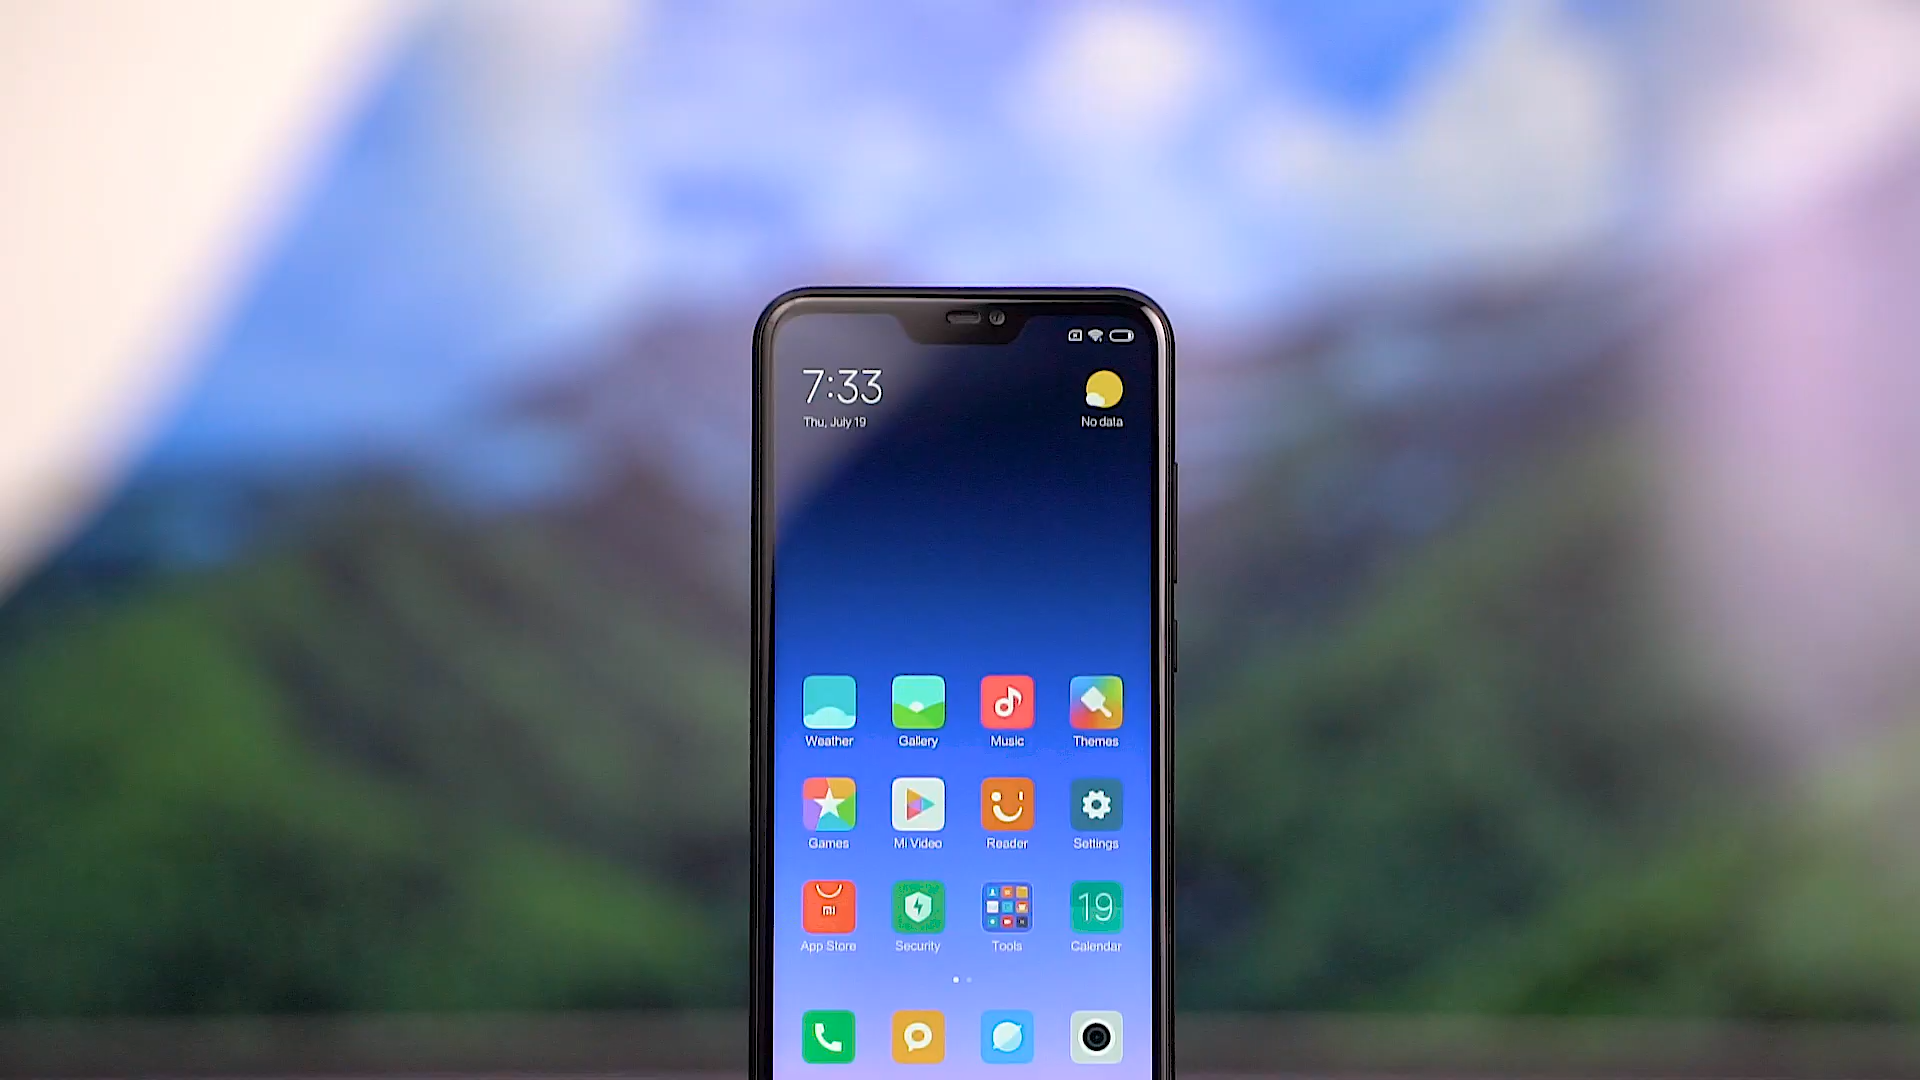 7:33
Thu, July 19
No data
Weather Gallery Music Themes
Games Mi Video Reader Settings
mi 19
App Store Security Tools Calendar